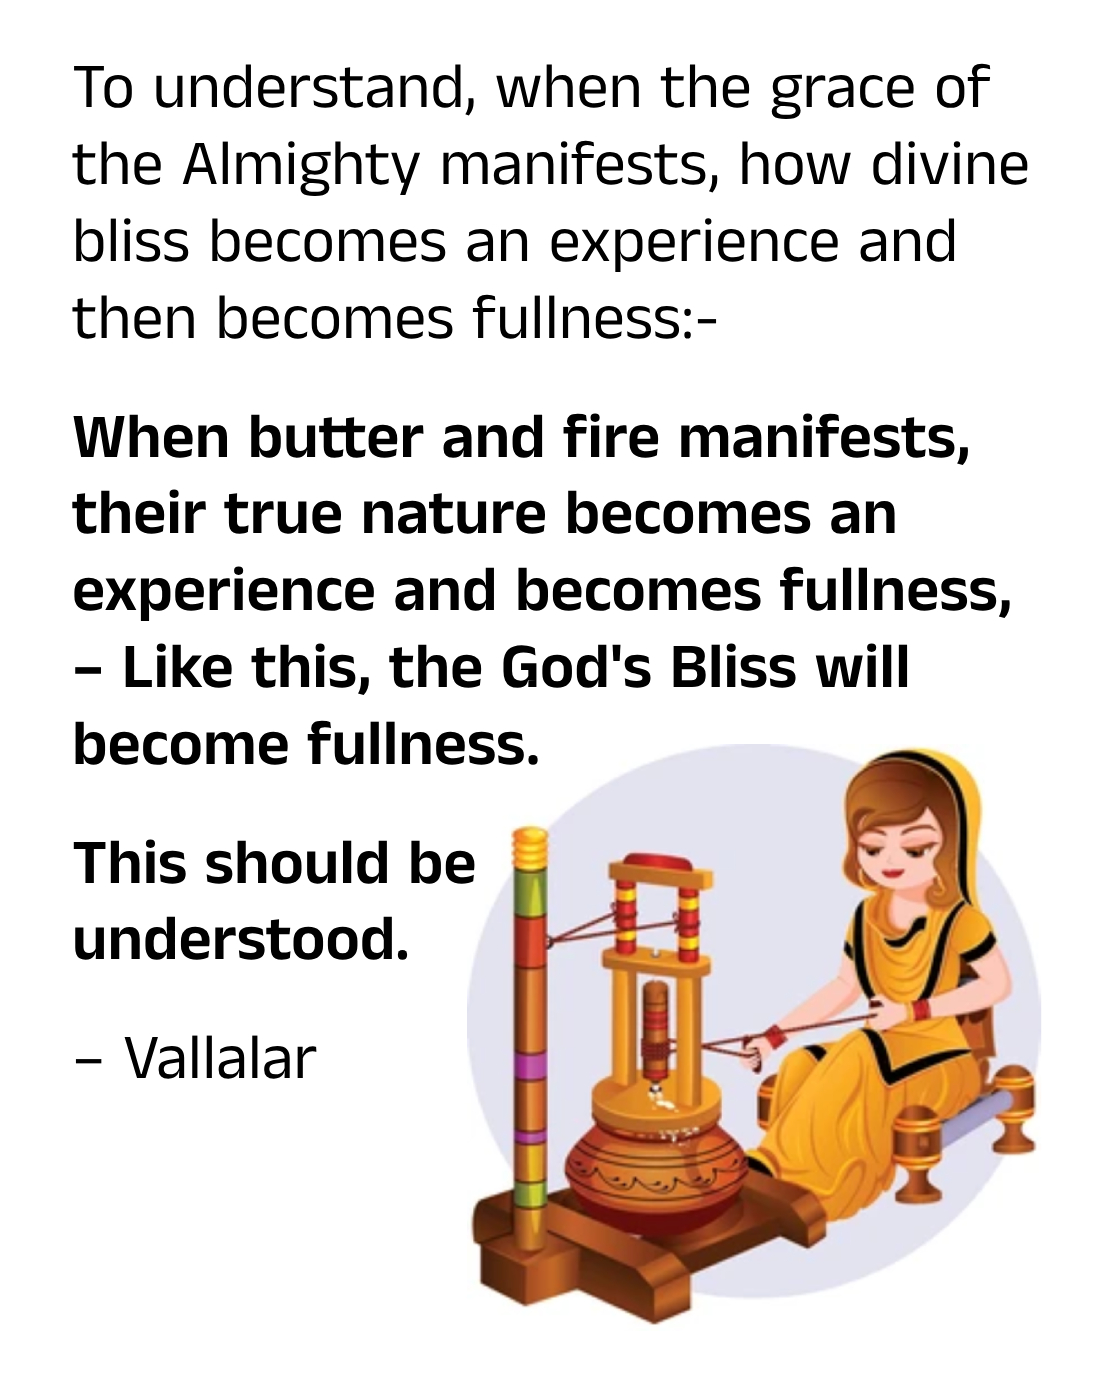 To understand, when the grace of
the Almighty manifests, how divine
bliss becomes an experience and
then becomes fullness:-
When butter and fire manifests,
their true nature becomes an
experience and becomes fullness,
– Like this, the God's Bliss will
become fullness.
This should be
understood.
– Vallalar